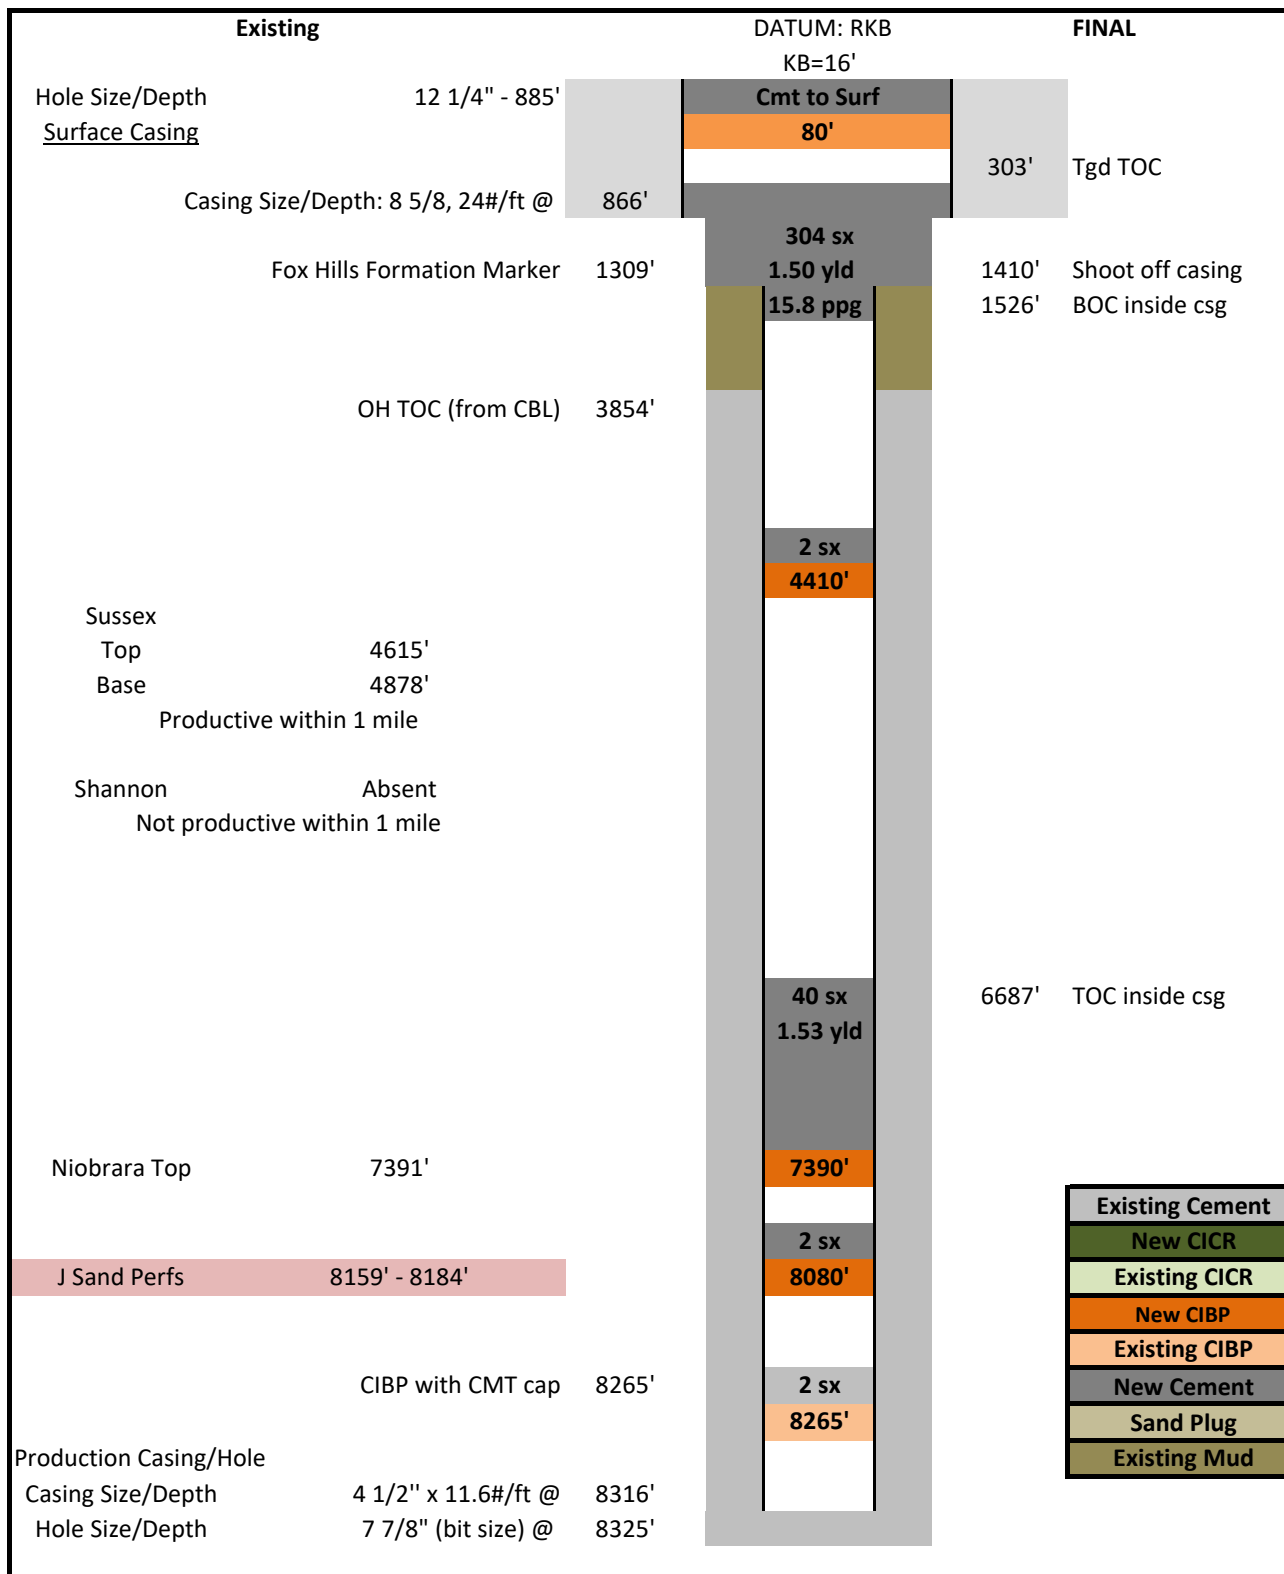 Existing DATUM: RKB FINAL
KB=16'
Hole Size/Depth 12 1/4" - 885' Cmt to Surf
Surface Casing 80'
303' Tgd TOC
Casing Size/Depth: 8 5/8, 24#/ft @ 866'
304 sx
Fox Hills Formation Marker 1309' 1.50 yld 1410' Shoot off casing
15.8 ppg 1526' BOC inside csg
OH TOC (from CBL) 3854'
2 sx
4410'
Sussex
Top 4615'
Base 4878'
Productive within 1 mile
Shannon Absent
Not productive within 1 mile
40 sx 6687' TOC inside csg
1.53 yld
Niobrara Top 7391' 7390'
Existing Cement
2 sx New CICR
J Sand Perfs 8159' - 8184' 8080' Existing CICR
New CIBP
Existing CIBP
CIBP with CMT cap 8265' 2 sx New Cement
8265' Sand Plug
Production Casing/Hole Existing Mud
Casing Size/Depth 4 1/2'' x 11.6#/ft @ 8316'
Hole Size/Depth 7 7/8" (bit size) @ 8325'